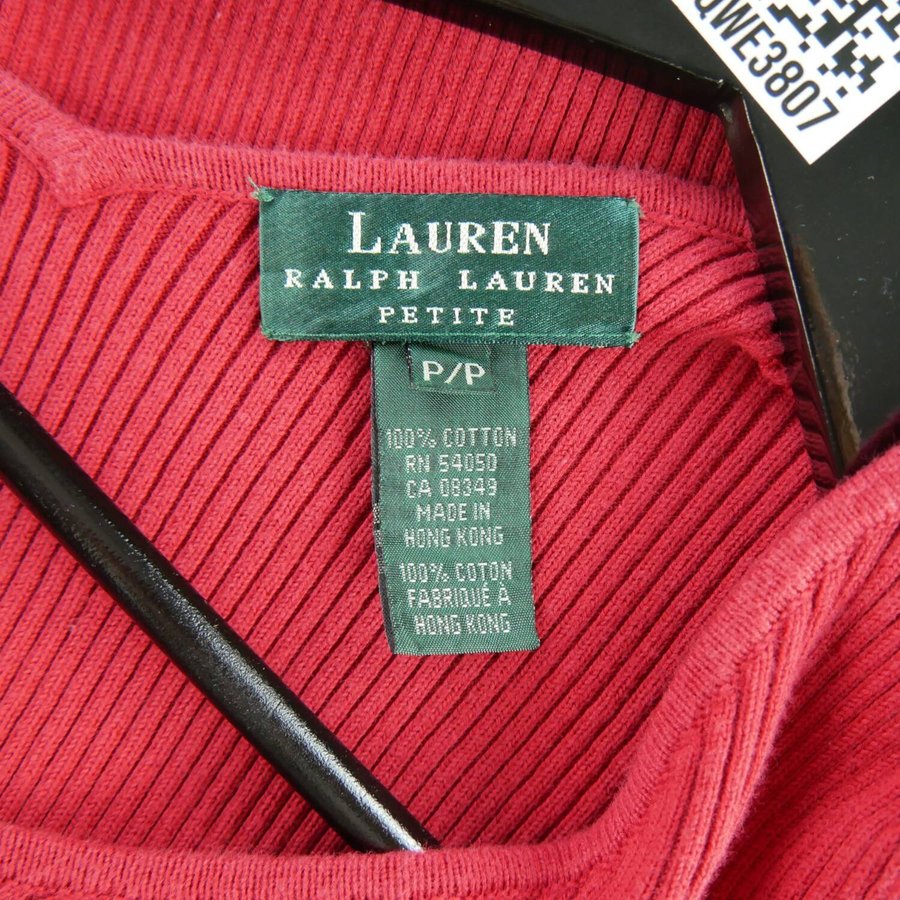 QWE3807
LAUREN
RALPH LAUREN
PETITE
P/P
100% COTTON
RN 54050
CA 08349
MADE IN
HONG KONG
100% COTON
FABRIQUÉ À
HONG KONG